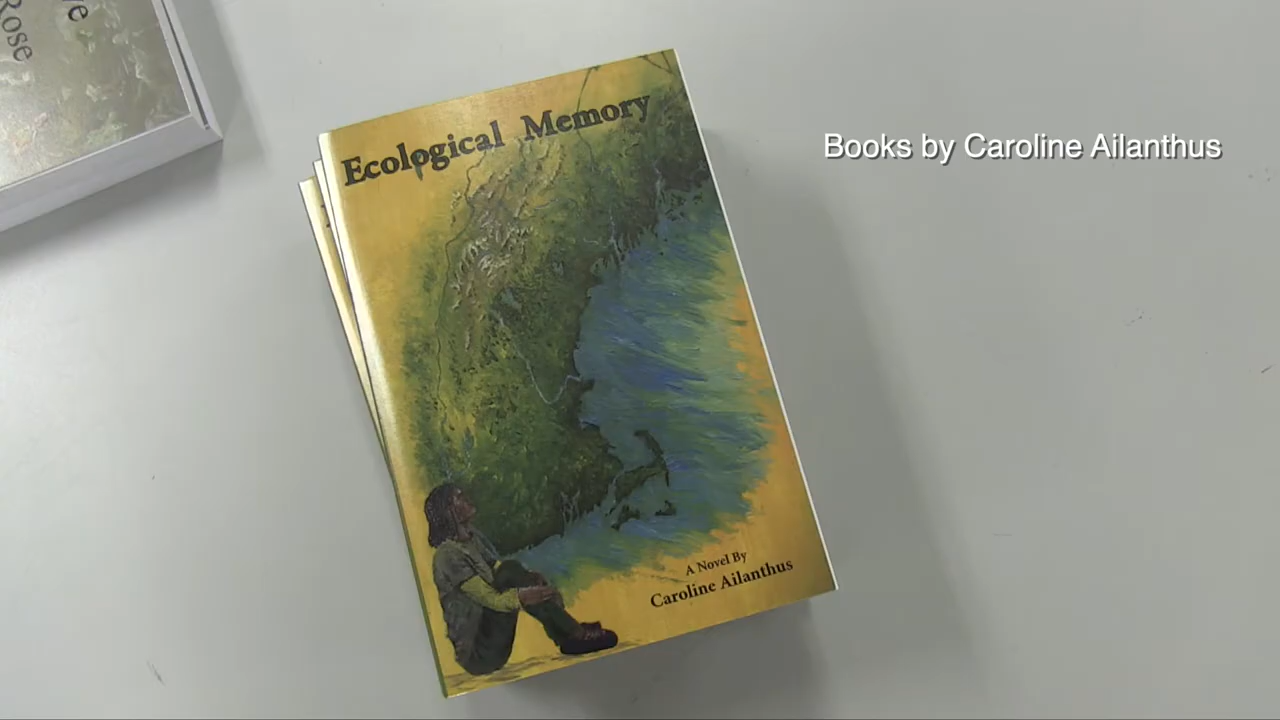 Rose
Ecological Memory
Books by Caroline Ailanthus
A Novel By
Caroline Ailanthus